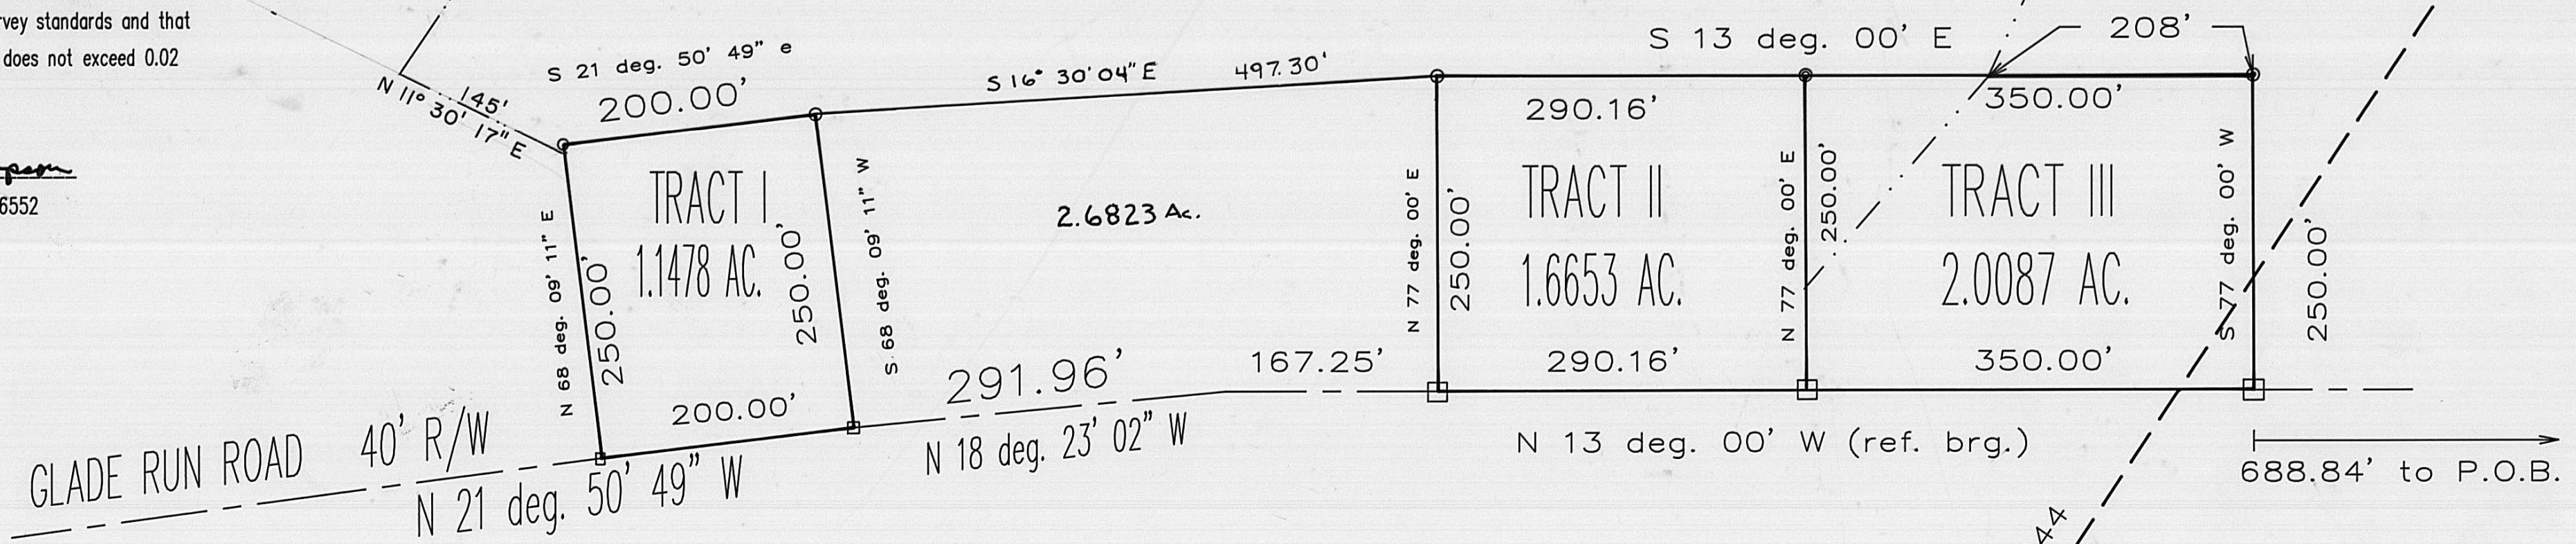 rvey standards and that
does not exceed 0.02
6552
N 11° 30' 17" E
145'
S 21 deg. 50' 49" e
200.00'
S 16° 30' 04" E 497.30'
S 13 deg. 00' E
208'
290.16'
350.00'
TRACT I
1.1478 AC.
N 68 deg. 09' 11" E
250.00'
250.00'
S 68 deg. 09' 11" W
200.00'
2.6823 Ac.
N 77 deg. 00' E
250.00'
TRACT II
1.6653 AC.
N 77 deg. 00' E
250.00'
TRACT III
2.0087 AC.
S 77 deg. 00' W
250.00'
291.96'
167.25'
290.16'
350.00'
GLADE RUN ROAD 40' R/W
N 21 deg. 50' 49" W
N 18 deg. 23' 02" W
N 13 deg. 00' W (ref. brg.)
688.84' to P.O.B.
44